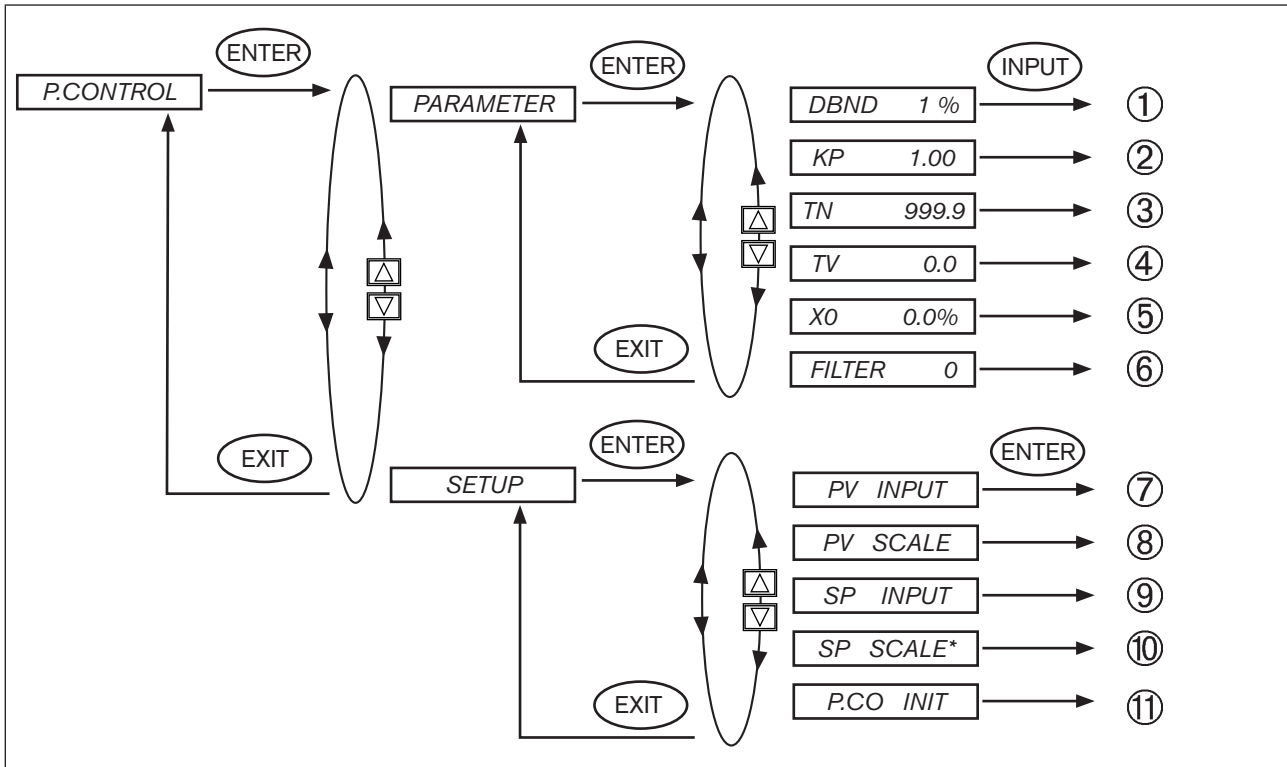 P.CONTROL
ENTER
EXIT
PARAMETER
ENTER
EXIT
INPUT
DBND 1 % ①
KP 1.00 ②
TN 999.9 ③
TV 0.0 ④
X0 0.0% ⑤
FILTER 0 ⑥
SETUP
ENTER
EXIT
ENTER
PV INPUT ⑦
PV SCALE ⑧
SP INPUT ⑨
SP SCALE* ⑩
P.CO INIT ⑪